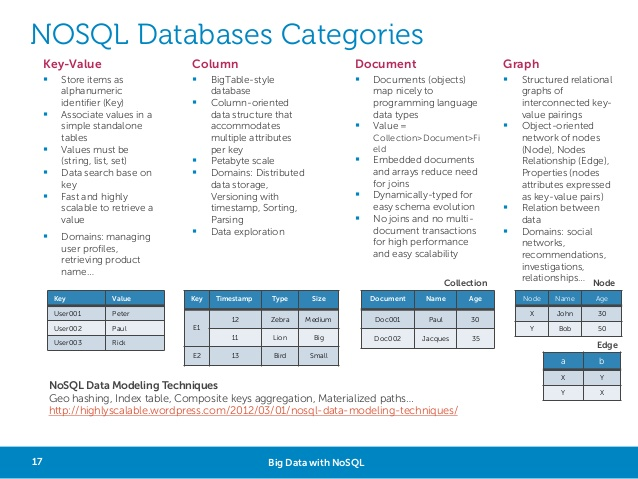 NOSQL Databases Categories
Key-Value
▪ Store items as
alphanumeric
identifier (Key)
▪ Associate values in a
simple standalone
tables
▪ Values must be
(string, list, set)
▪ Data search base on
key
▪ Fast and highly
scalable to retrieve a
value
▪ Domains: managing
user profiles,
retrieving product
name...
Column
▪ BigTable-style
database
▪ Column-oriented
data structure that
accommodates
multiple attributes
per key
▪ Petabyte scale
▪ Domains: Distributed
data storage,
Versioning with
timestamp, Sorting,
Parsing
▪ Data exploration
Document
▪ Documents (objects)
map nicely to
programming language
data types
▪ Value =
Collection>Document>Fi
eld
▪ Embedded documents
and arrays reduce need
for joins
▪ Dynamically-typed for
easy schema evolution
▪ No joins and no multi-
document transactions
for high performance
and easy scalability
Graph
▪ Structured relational
graphs of
interconnected key-
value pairings
▪ Object-oriented
network of nodes
(Node), Nodes
Relationship (Edge),
Properties (nodes
attributes expressed
as key-value pairs)
▪ Relation between
data
▪ Domains: social
networks,
recommendations,
investigations,
relationships...
Key Value
User001 Peter
User002 Paul
User003 Rick
Key Timestamp Type Size
E1 12 Zebra Medium
11 Lion Big
E2 13 Bird Small
Collection
Document Name Age
Doc001 Paul 30
Doc002 Jacques 35
Node
Node Name Age
X John 30
Y Bob 50
Edge
a b
X Y
Y X
NoSQL Data Modeling Techniques
Geo hashing, Index table, Composite keys aggregation, Materialized paths...
http://highlyscalable.wordpress.com/2012/03/01/nosql-data-modeling-techniques/
17 Big Data with NoSQL